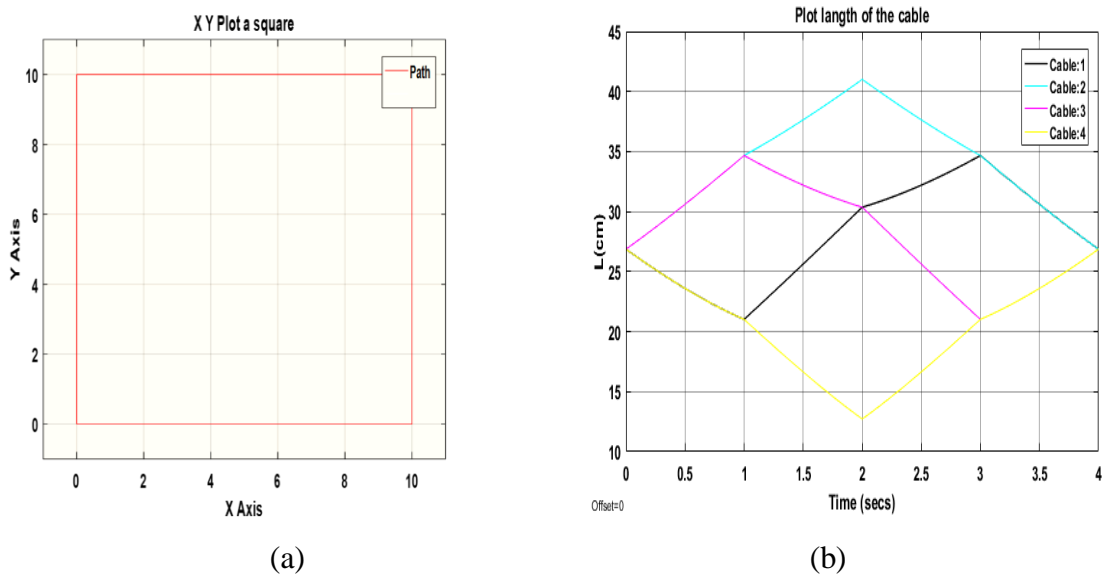 X Y Plot a square
Path
10
8
6
4
2
0
Y Axis
0 2 4 6 8 10
X Axis
(a)
Plot length of the cable
Cable:1
Cable:2
Cable:3
Cable:4
45
40
35
30
25
20
15
10
L(cm)
0 0.5 1 1.5 2 2.5 3 3.5 4
Time (secs)
Offset=0
(b)